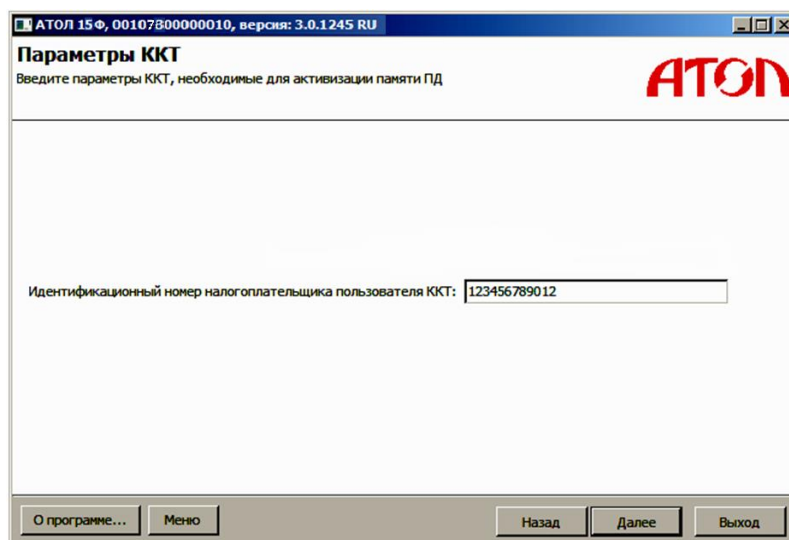 АТОЛ 15Ф, 00107300000010, версия: 3.0.1245 RU
Параметры ККТ
Введите параметры ККТ, необходимые для активизации памяти ПД
АТОЛ
Идентификационный номер налогоплательщика пользователя ККТ: 123456789012
О программе... Меню Назад Далее Выход